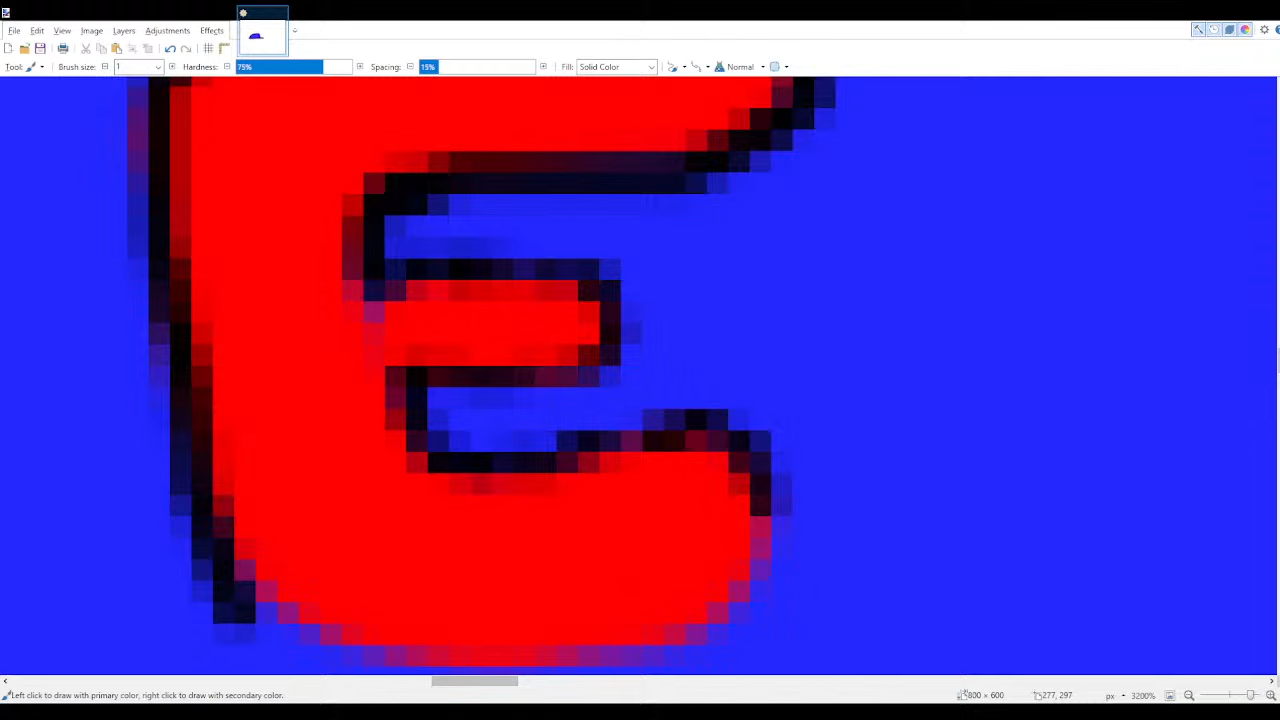 File Edit View Image Layers Adjustments Effects
Tool: Brush size: 1 Hardness: 75% Spacing: 15% Fill: Solid Color Normal
E
Left click to draw with primary color, right click to draw with secondary color. 800 × 600 277, 297 px 3200%